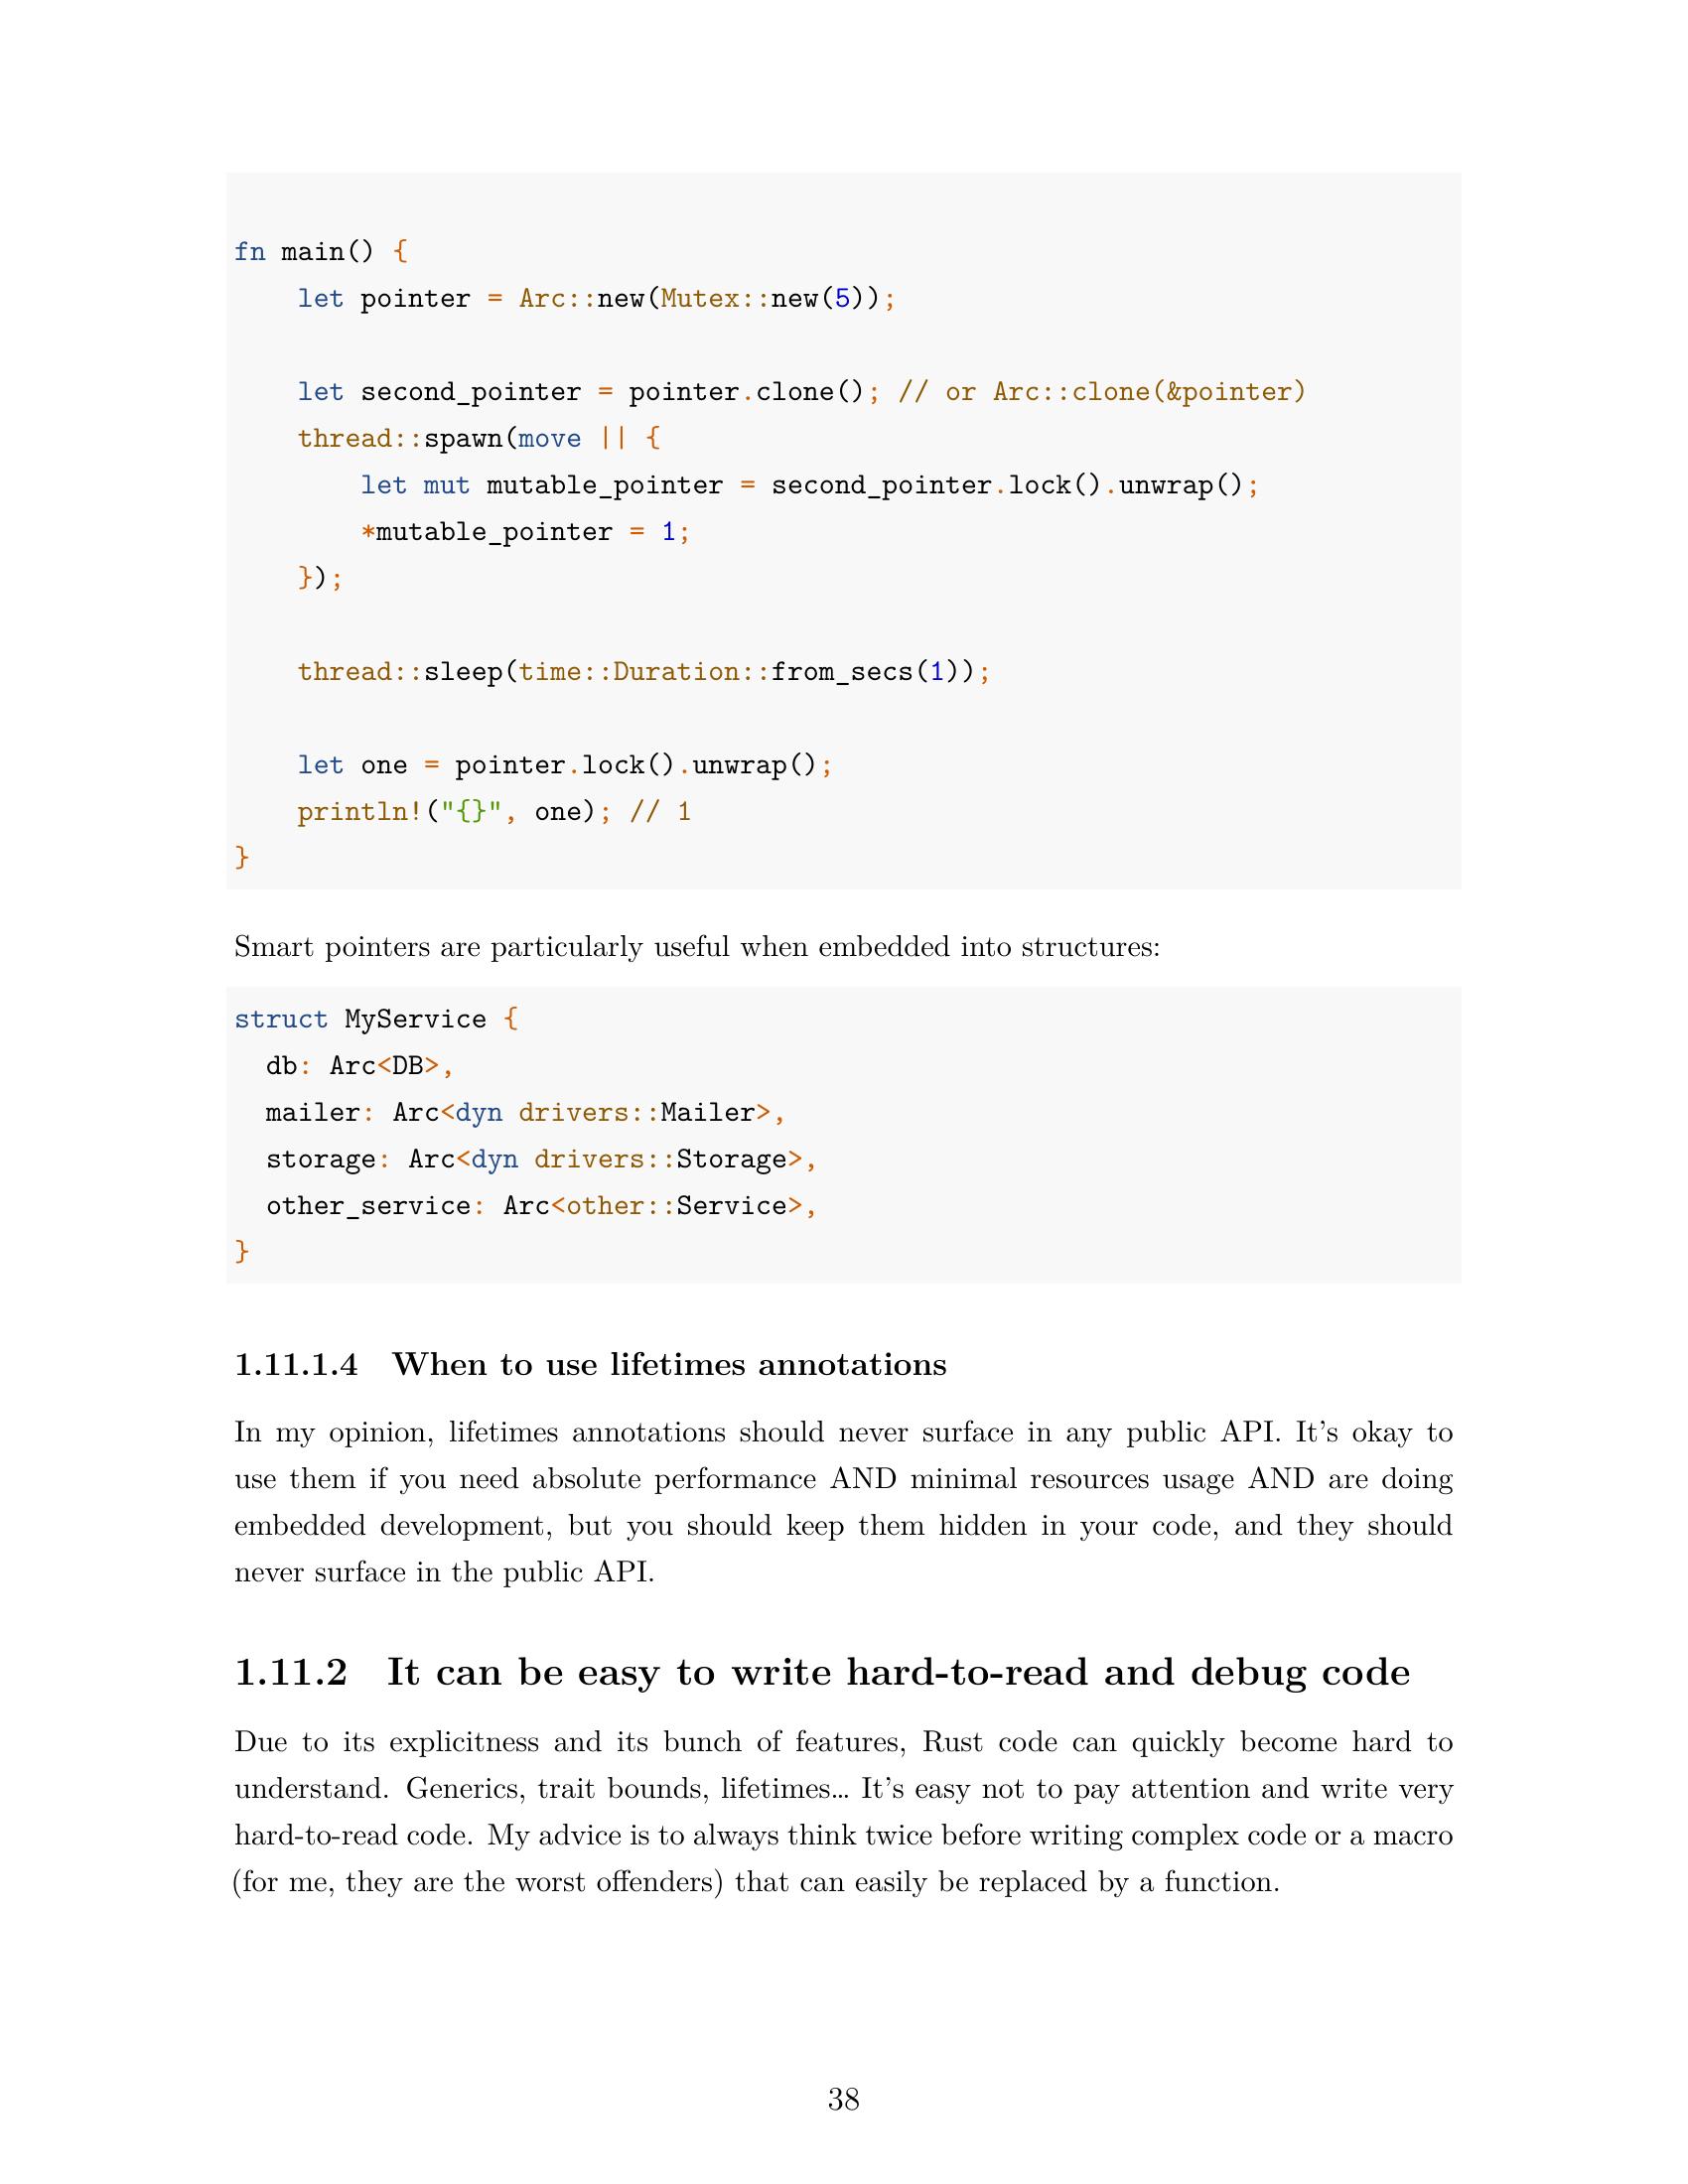 fn main() {
    let pointer = Arc::new(Mutex::new(5));
    let second_pointer = pointer.clone(); // or Arc::clone(&pointer)
    thread::spawn(move || {
        let mut mutable_pointer = second_pointer.lock().unwrap();
        *mutable_pointer = 1;
    });
    thread::sleep(time::Duration::from_secs(1));
    let one = pointer.lock().unwrap();
    println!("{}", one); // 1
}
Smart pointers are particularly useful when embedded into structures:
struct MyService {
  db: Arc<DB>,
  mailer: Arc<dyn drivers::Mailer>,
  storage: Arc<dyn drivers::Storage>,
  other_service: Arc<other::Service>,
}
1.11.1.4 When to use lifetimes annotations
In my opinion, lifetimes annotations should never surface in any public API. It's okay to
use them if you need absolute performance AND minimal resources usage AND are doing
embedded development, but you should keep them hidden in your code, and they should
never surface in the public API.
1.11.2 It can be easy to write hard-to-read and debug code
Due to its explicitness and its bunch of features, Rust code can quickly become hard to
understand. Generics, trait bounds, lifetimes… It's easy not to pay attention and write very
hard-to-read code. My advice is to always think twice before writing complex code or a macro
(for me, they are the worst offenders) that can easily be replaced by a function.
38